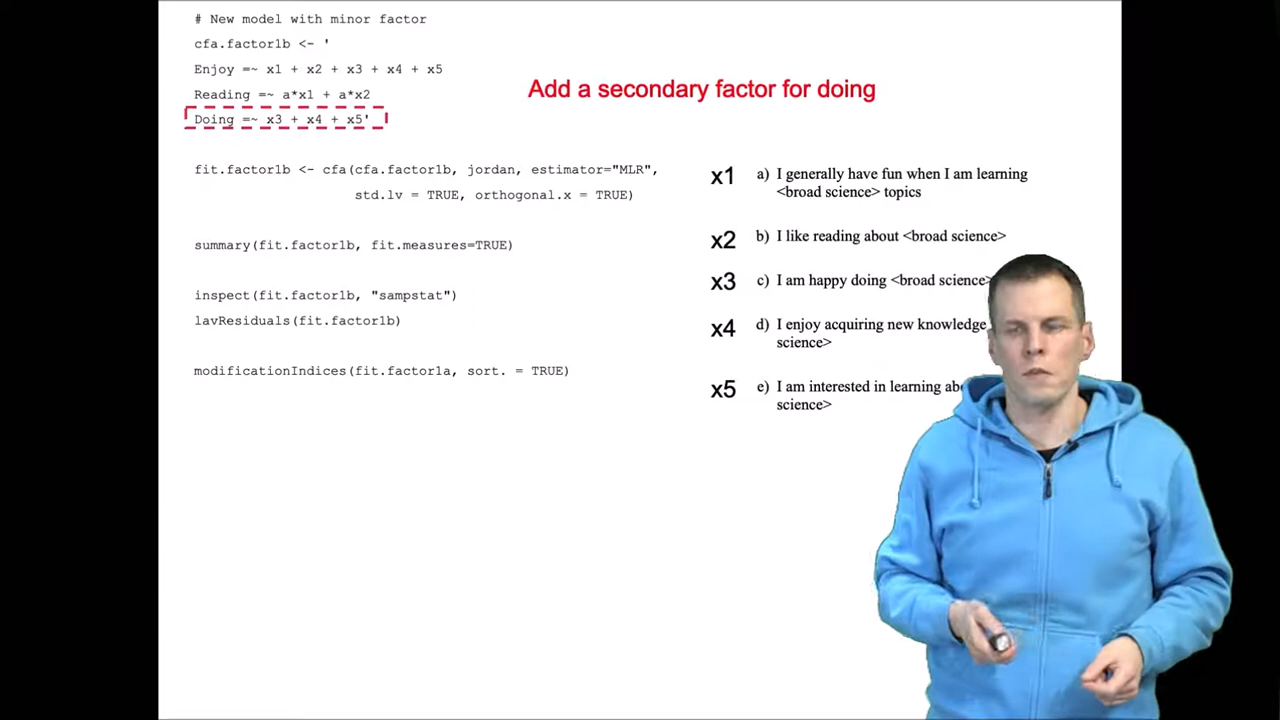 # New model with minor factor
cfa.factor1b <- '
Enjoy =~ x1 + x2 + x3 + x4 + x5
Reading =~ a*x1 + a*x2
Doing =~ x3 + x4 + x5'
fit.factor1b <- cfa(cfa.factor1b, jordan, estimator="MLR",
std.lv = TRUE, orthogonal.x = TRUE)
summary(fit.factor1b, fit.measures=TRUE)
inspect(fit.factor1b, "sampstat")
lavResiduals(fit.factor1b)
modificationIndices(fit.factor1a, sort. = TRUE)
Add a secondary factor for doing
x1 a) I generally have fun when I am learning
<broad science> topics
x2 b) I like reading about <broad science>
x3 c) I am happy doing <broad science>
x4 d) I enjoy acquiring new knowledge
science>
x5 e) I am interested in learning
science>